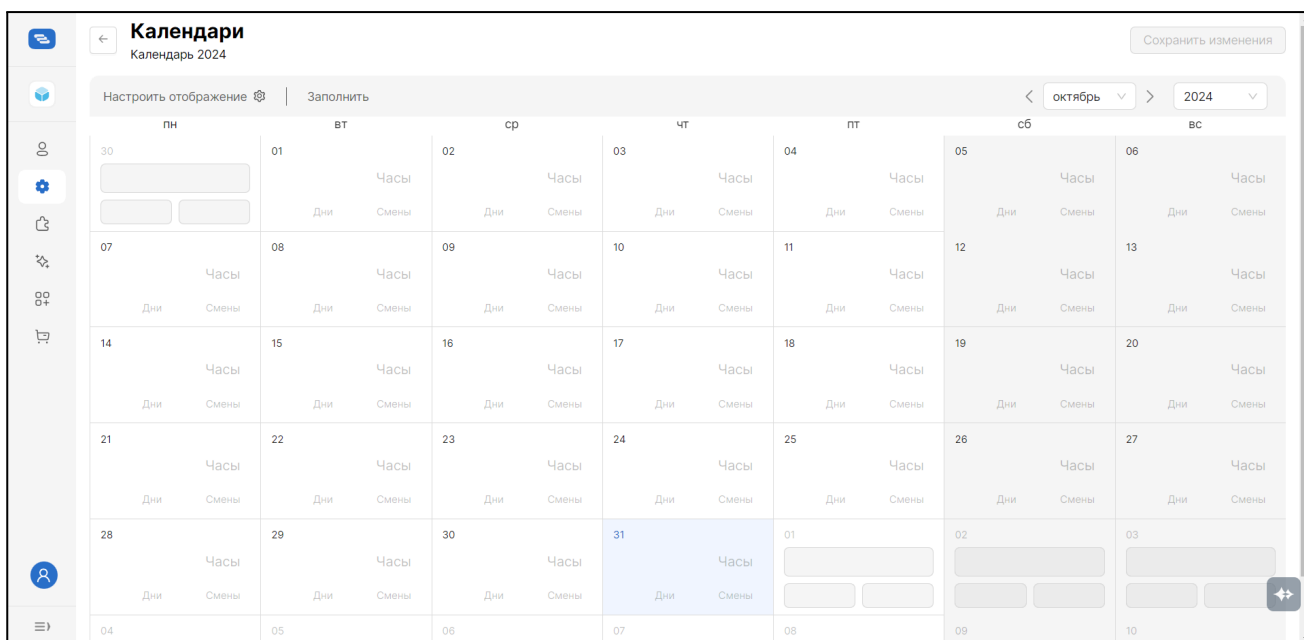 Календари
Календарь 2024
Сохранить изменения
Настроить отображение Заполнить октябрь 2024
пн вт ср чт пт сб вс
30 01 02 03 04 05 06
Часы Часы Часы Часы Часы Часы
Дни Смены Дни Смены Дни Смены Дни Смены Дни Смены Дни Смены
07 08 09 10 11 12 13
Часы Часы Часы Часы Часы Часы Часы
Дни Смены Дни Смены Дни Смены Дни Смены Дни Смены Дни Смены Дни Смены
14 15 16 17 18 19 20
Часы Часы Часы Часы Часы Часы Часы
Дни Смены Дни Смены Дни Смены Дни Смены Дни Смены Дни Смены Дни Смены
21 22 23 24 25 26 27
Часы Часы Часы Часы Часы Часы Часы
Дни Смены Дни Смены Дни Смены Дни Смены Дни Смены Дни Смены Дни Смены
28 29 30 31 01 02 03
Часы Часы Часы Часы
Дни Смены Дни Смены Дни Смены Дни Смены
04 05 06 07 08 09 10